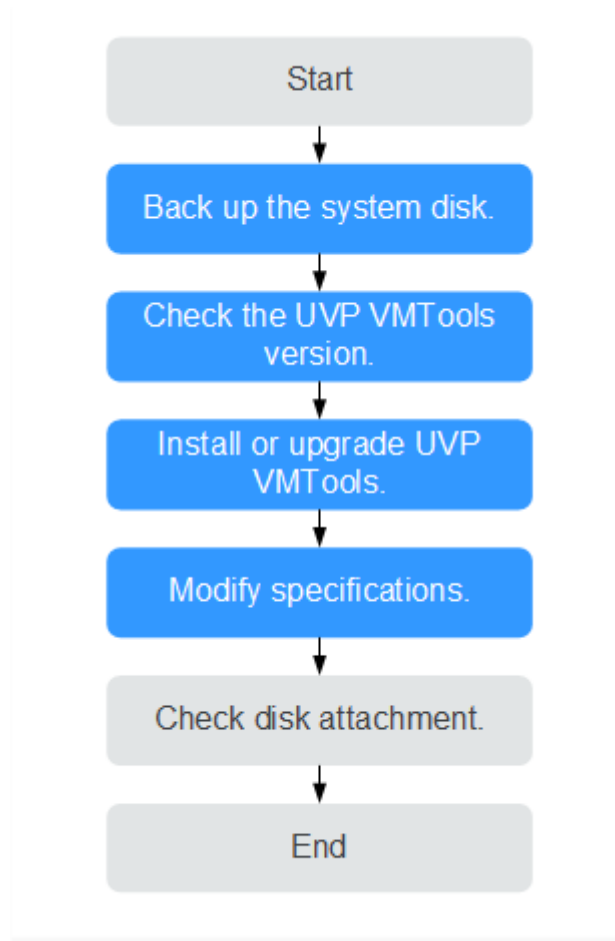 Start
Back up the system disk.
Check the UVP VMTools
version.
Install or upgrade UVP
VMTools.
Modify specifications.
Check disk attachment.
End